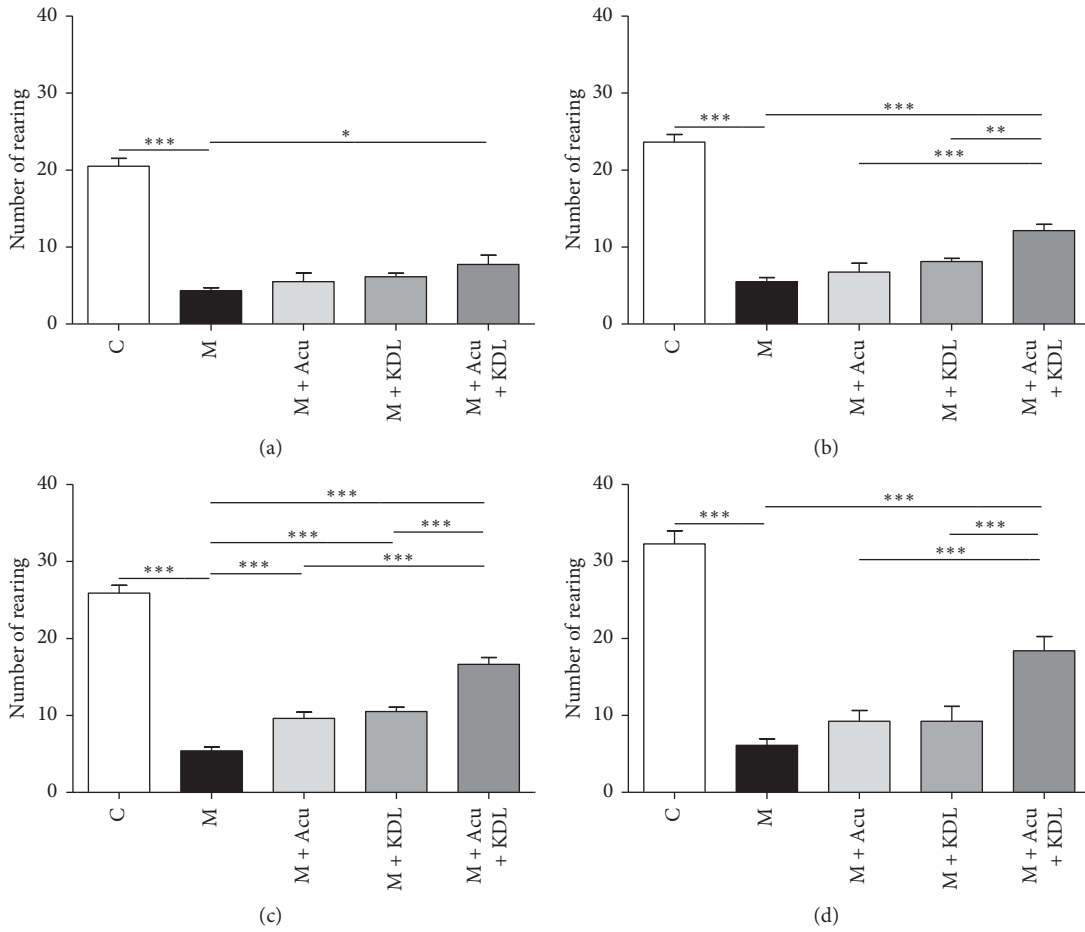 40
30
20
10
0
Number of rearing
***
*
C
M
M + Acu
M + KDL
M + Acu
+ KDL
(a)
40
30
20
10
0
Number of rearing
***
***
**
***
C
M
M + Acu
M + KDL
M + Acu
+ KDL
(b)
40
30
20
10
0
Number of rearing
***
***
***
***
***
***
C
M
M + Acu
M + KDL
M + Acu
+ KDL
(c)
40
30
20
10
0
Number of rearing
***
***
***
***
C
M
M + Acu
M + KDL
M + Acu
+ KDL
(d)